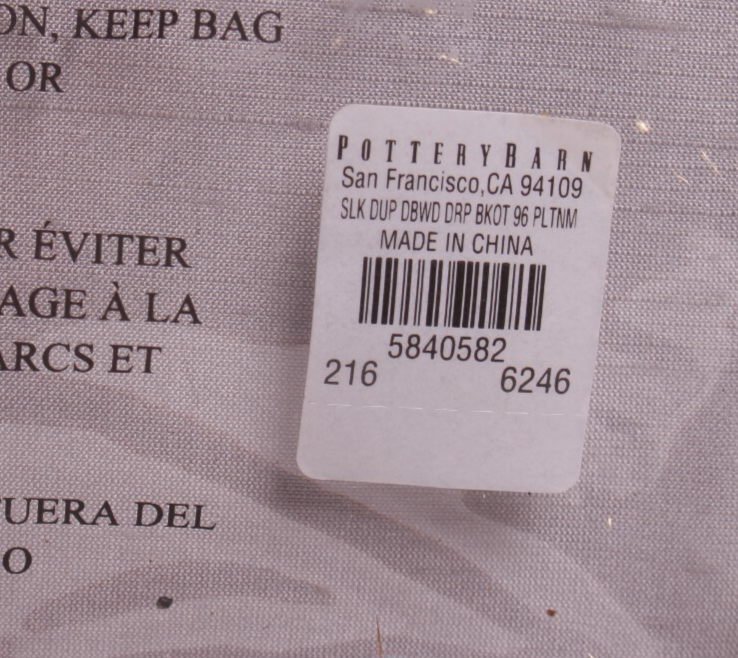 ON, KEEP BAG
OR
R ÉVITER
AGE À LA
ARCS ET
FUERA DEL
O
POTTERYBARN
San Francisco,CA 94109
SLK DUP DBWD DRP BKOT 96 PLTNM
MADE IN CHINA
5840582
216 6246